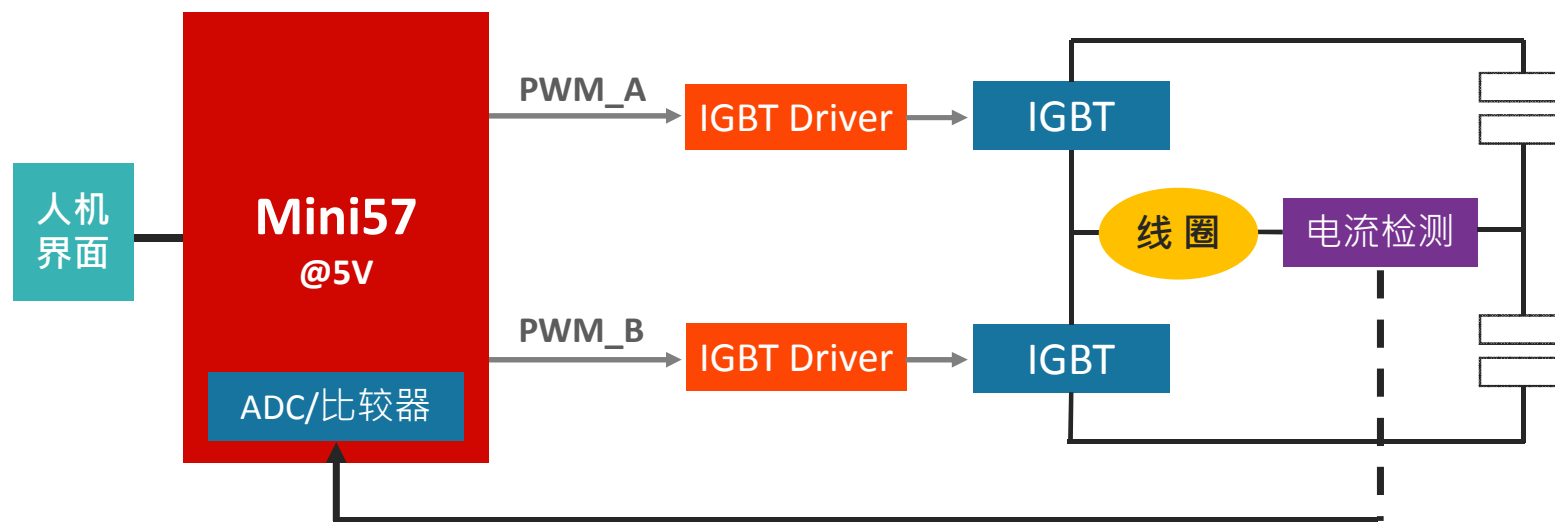 人机
界面
Mini57
@5V
ADC/比较器
PWM_A
IGBT Driver
IGBT
线 圈
电流检测
PWM_B
IGBT Driver
IGBT